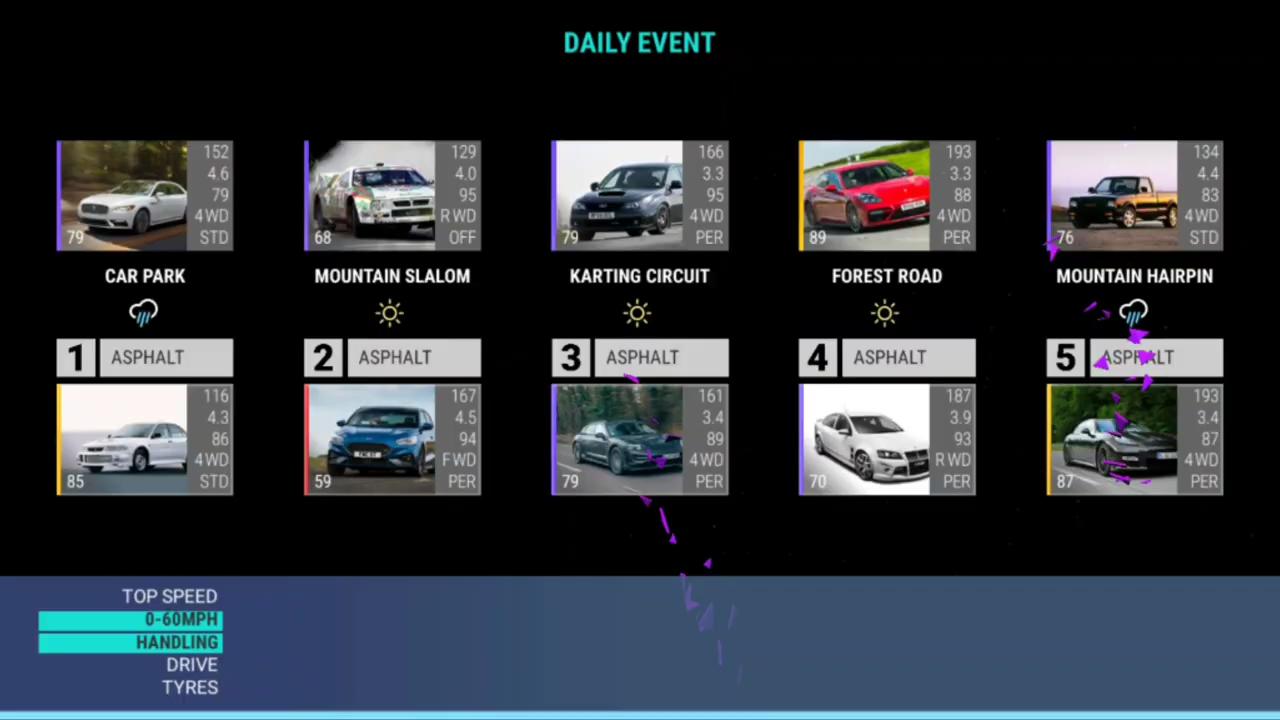 DAILY EVENT
152
4.6
79
4WD
79 STD
129
4.0
95
RWD
68 OFF
166
3.3
95
4WD
79 PER
193
3.3
88
4WD
89 PER
134
4.4
83
4WD
76 STD
CAR PARK
MOUNTAIN SLALOM
KARTING CIRCUIT
FOREST ROAD
MOUNTAIN HAIRPIN
1 ASPHALT
2 ASPHALT
3 ASPHALT
4 ASPHALT
5 ASPHALT
116
4.3
86
4WD
85 STD
167
4.5
94
FWD
59 PER
161
3.4
89
4WD
79 PER
187
3.9
93
RWD
70 PER
193
3.4
87
4WD
87 PER
TOP SPEED
0-60MPH
HANDLING
DRIVE
TYRES